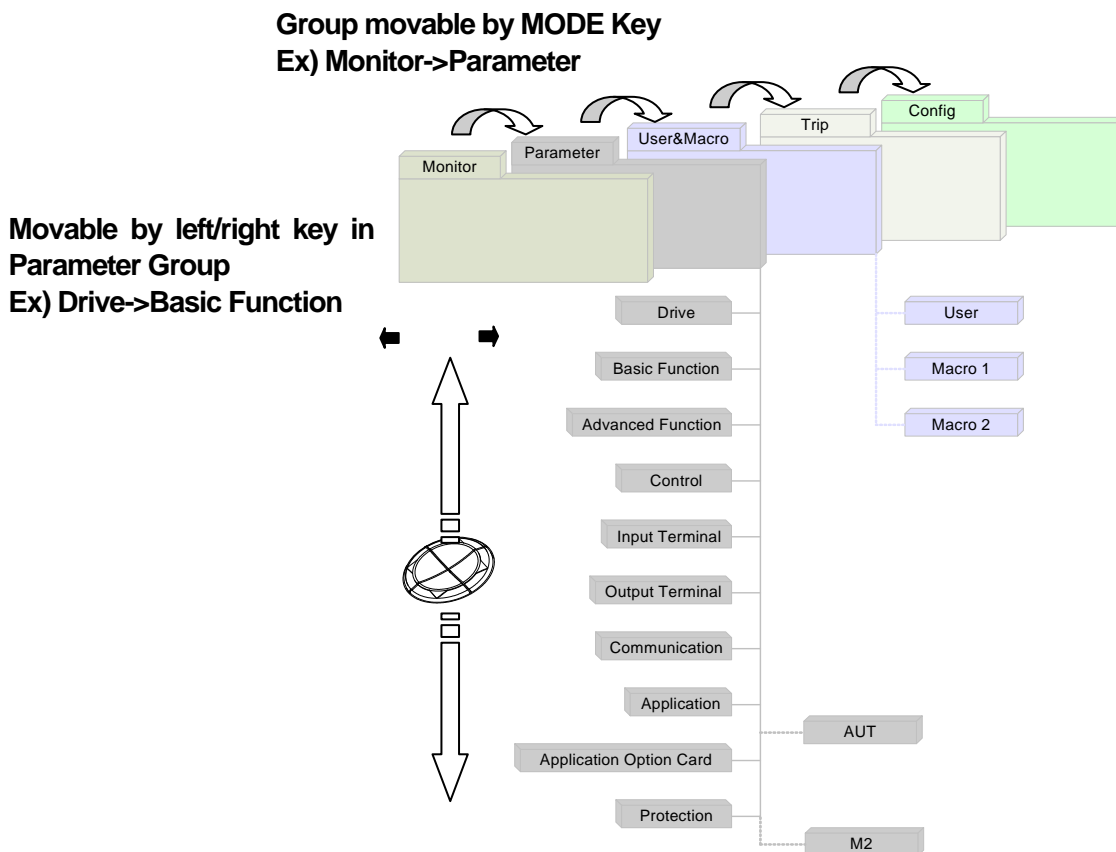 Group movable by MODE Key
Ex) Monitor->Parameter
Config
Trip
User&Macro
Parameter
Monitor
Movable by left/right key in
Parameter Group
Ex) Drive->Basic Function
Drive
User
Basic Function
Macro 1
Advanced Function
Macro 2
Control
Input Terminal
Output Terminal
Communication
Application
AUT
Application Option Card
Protection
M2